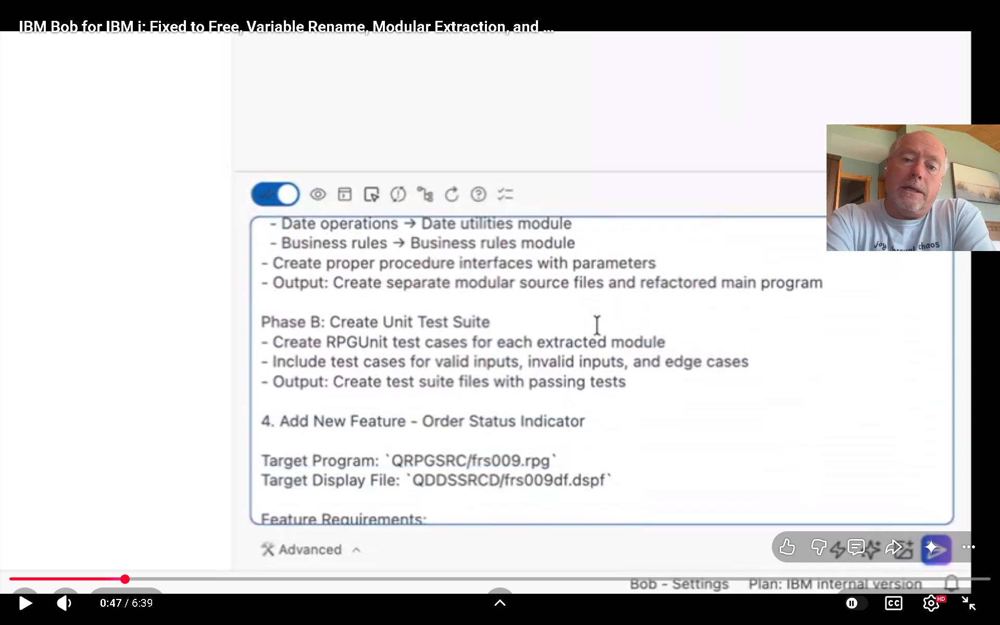 IBM Bob for IBM i: Fixed to Free, Variable Rename, Modular Extraction, and ...
joy through chaos
- Date operations → Date utilities module
- Business rules → Business rules module
- Create proper procedure interfaces with parameters
- Output: Create separate modular source files and refactored main program
Phase B: Create Unit Test Suite
- Create RPGUnit test cases for each extracted module
- Include test cases for valid inputs, invalid inputs, and edge cases
- Output: Create test suite files with passing tests
4. Add New Feature - Order Status Indicator
Target Program: `QRPGSRC/frs009.rpg`
Target Display File: `QDDSSRCD/frs009df.dspf`
Feature Requirements:
Advanced
Bob - Settings Plan: IBM internal version
0:47 / 6:39
CC
HD